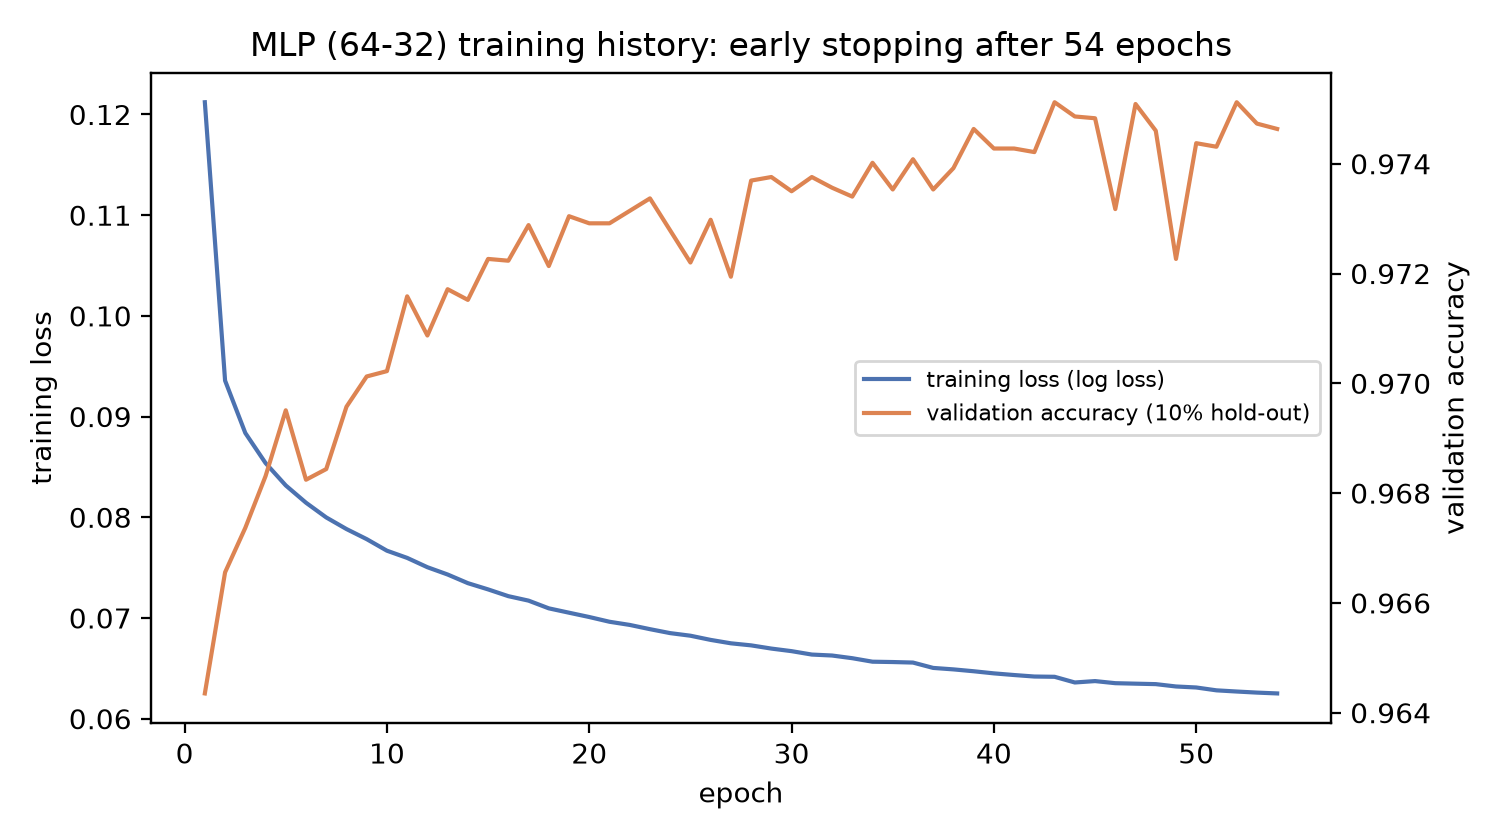 MLP (64-32) training history: early stopping after 54 epochs
0.12
0.11
0.10
0.09
0.08
0.07
0.06
training loss
0.974
0.972
0.970
0.968
0.966
0.964
validation accuracy
training loss (log loss)
validation accuracy (10% hold-out)
0 10 20 30 40 50
epoch